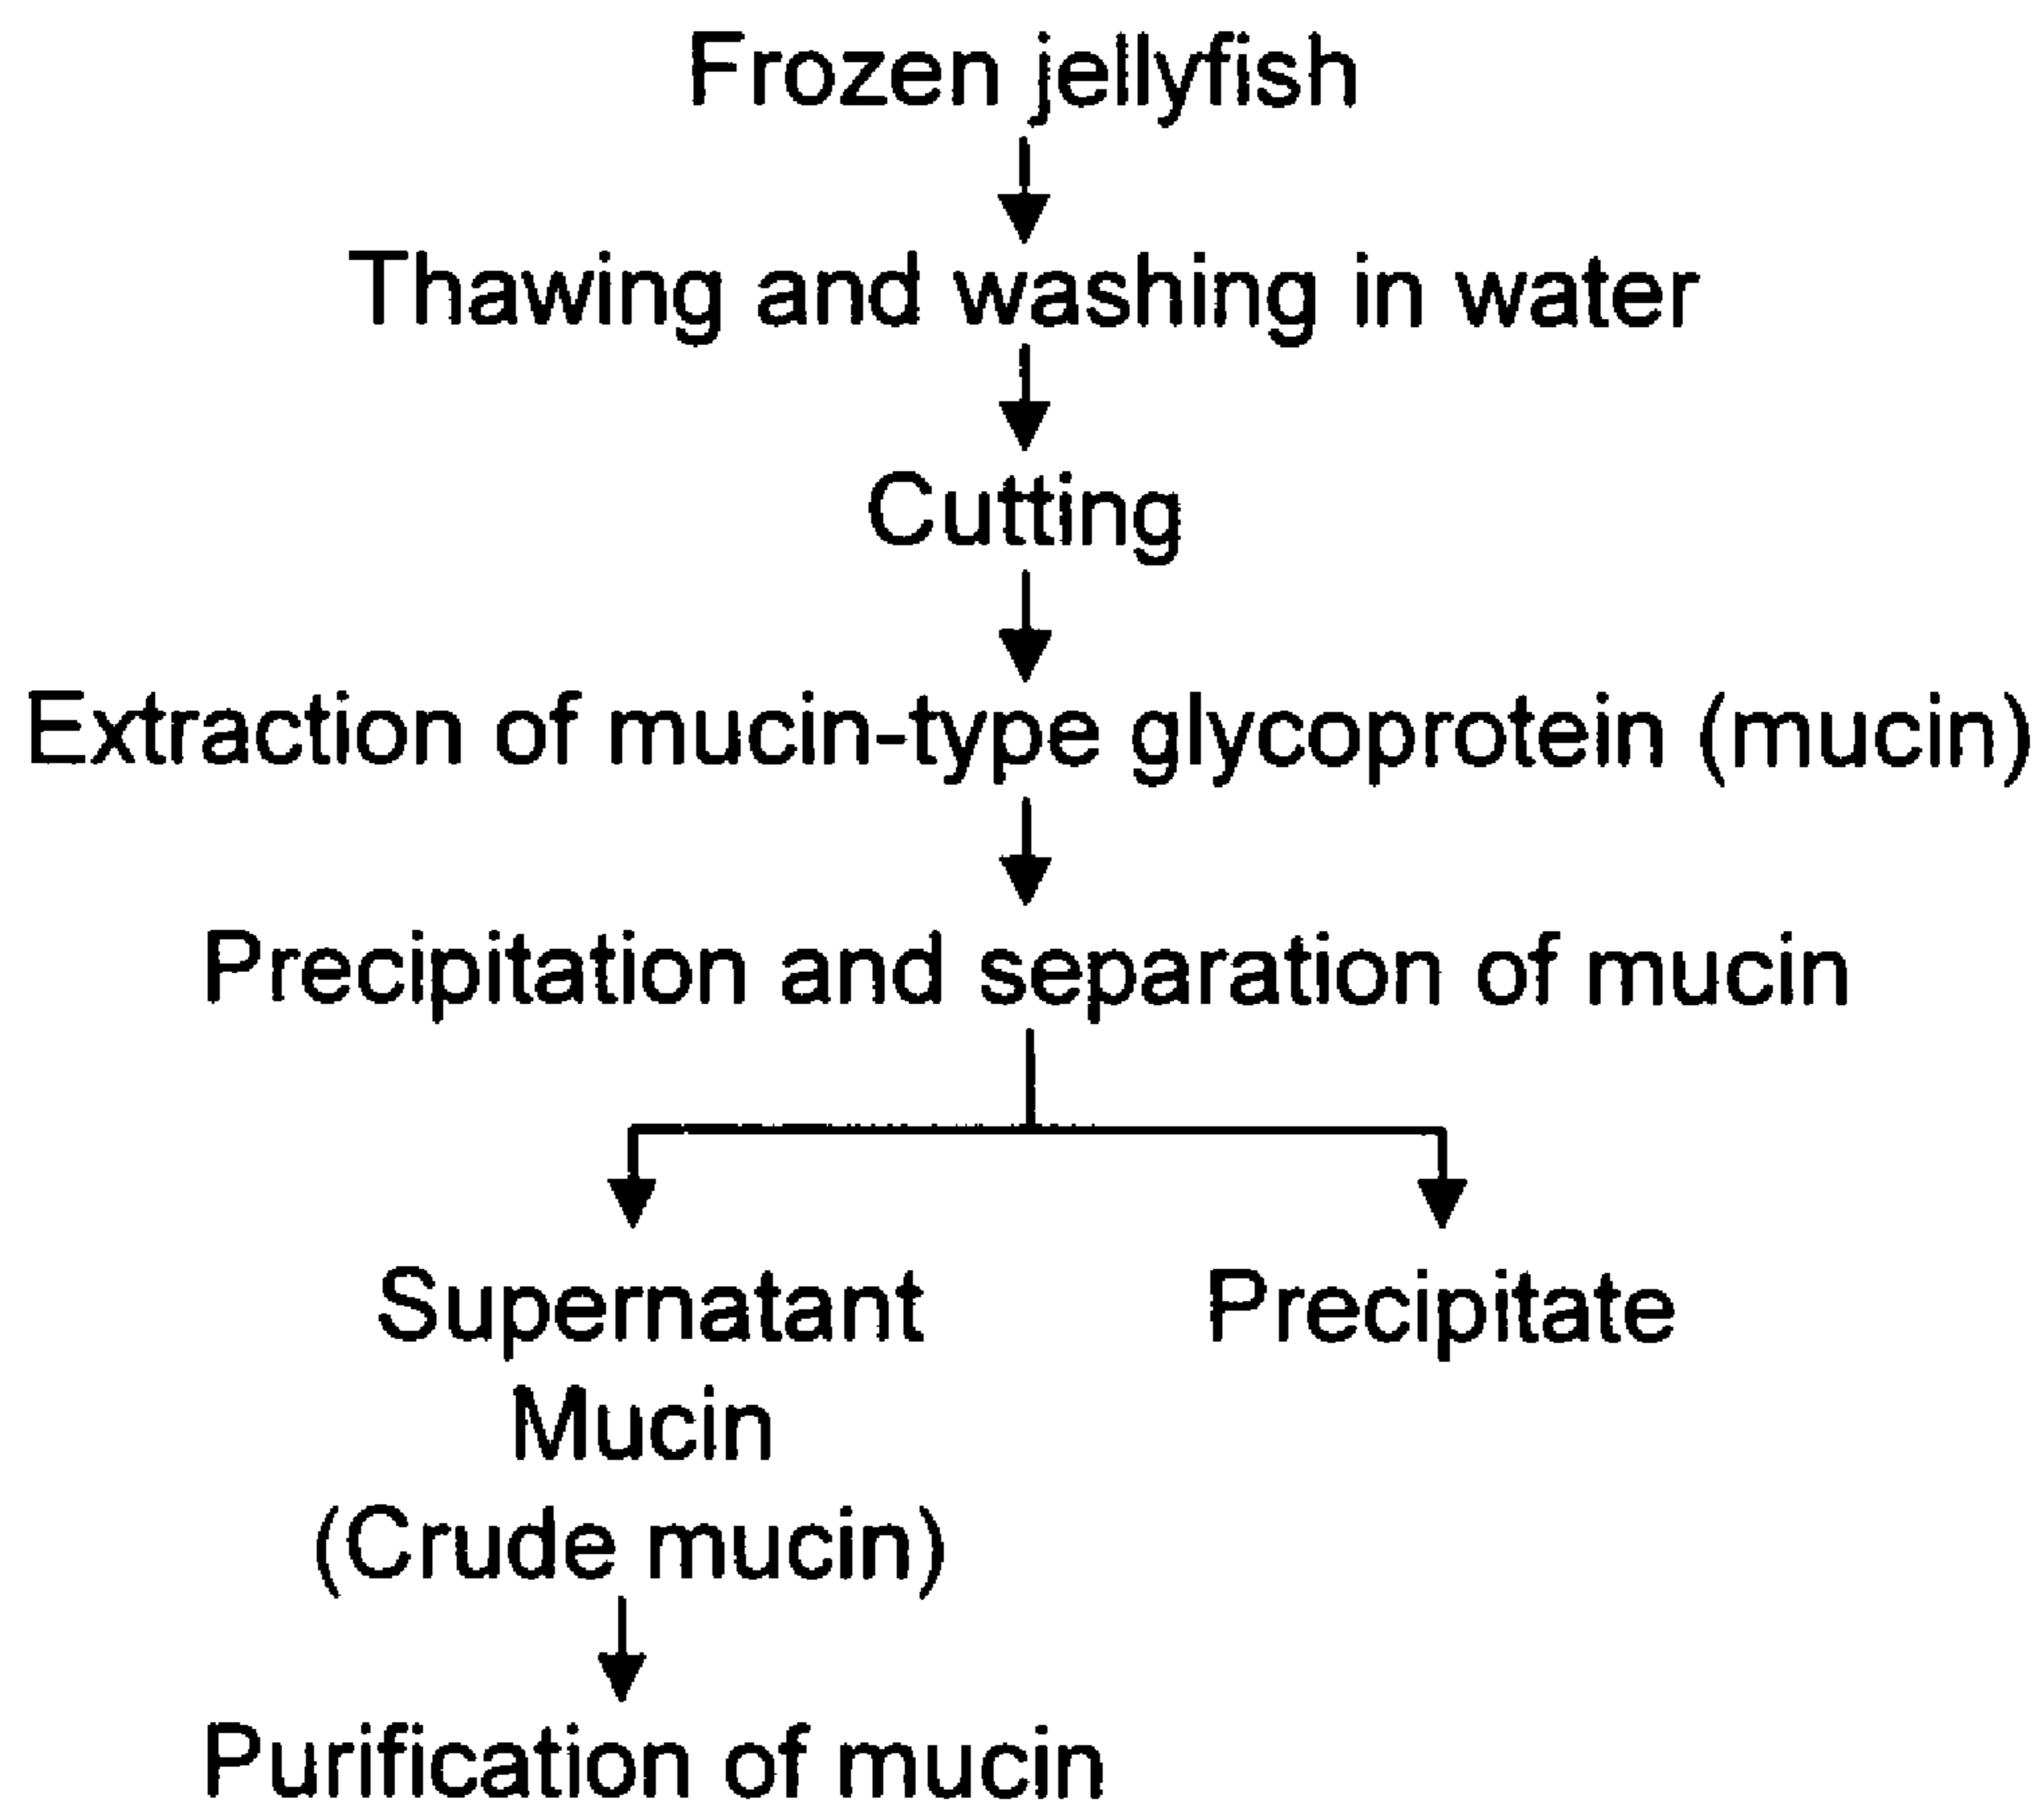 Frozen jellyfish
Thawing and washing in water
Cutting
Extraction of mucin-type glycoprotein (mucin)
Precipitation and separation of mucin
Supernatant
Precipitate
Mucin
(Crude mucin)
Purification of mucin